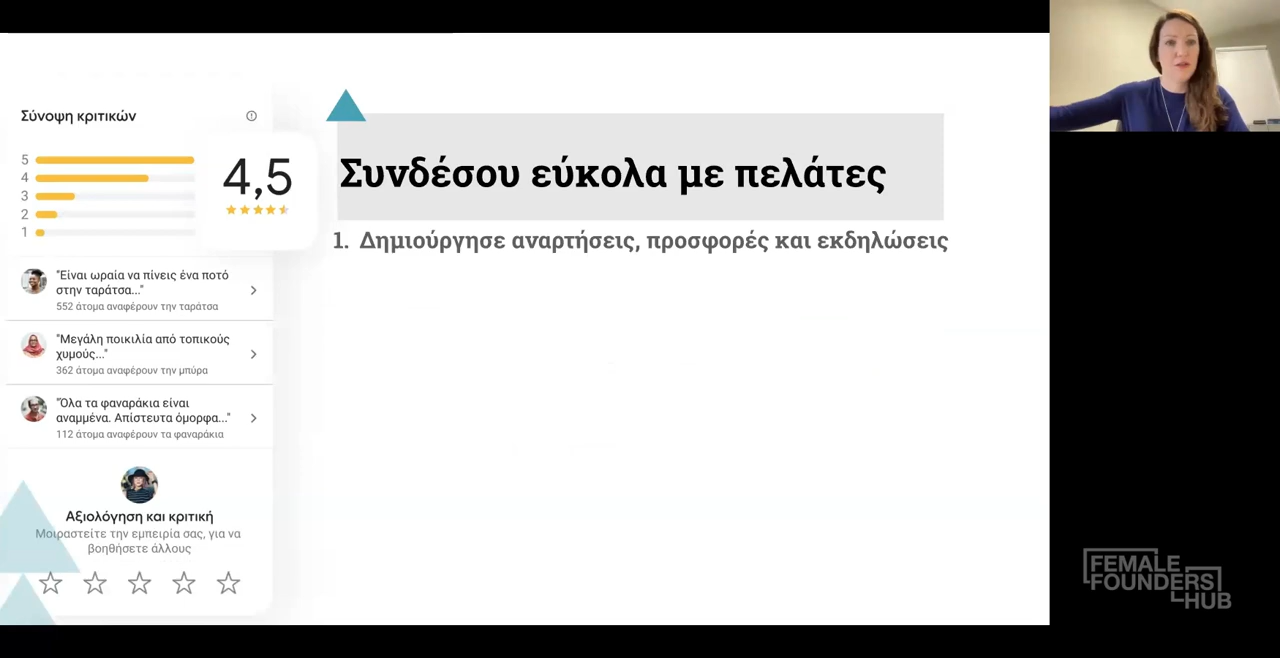 Σύνοψη κριτικών
5
4
3
2
1
4,5
"Είναι ωραία να πίνεις ένα ποτό
στην ταράτσα..."
552 άτομα αναφέρουν την ταράτσα
"Μεγάλη ποικιλία από τοπικούς
χυμούς..."
362 άτομα αναφέρουν την μπύρα
"Όλα τα φαναράκια είναι
αναμμένα. Απίστευτα όμορφα..."
112 άτομα αναφέρουν τα φαναράκια
Αξιολόγηση και κριτική
Μοιραστείτε την εμπειρία σας, για να
βοηθήσετε άλλους
Συνδέσου εύκολα με πελάτες
1. Δημιούργησε αναρτήσεις, προσφορές και εκδηλώσεις
FEMALE
FOUNDERS
HUB